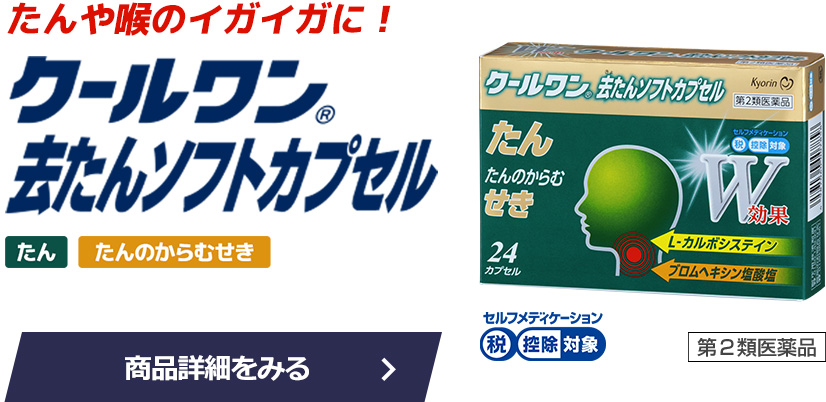 たんや喉のイガイガに！
クールワン®
去たんソフトカプセル
たん
たんのからむせき
商品詳細をみる
クールワン® 去たんソフトカプセル
Kyorin
第2類医薬品
セルフメディケーション
税 控除 対象
たん
たんのからむ
せき
W
効果
L-カルボシステイン
ブロムヘキシン塩酸塩
24
カプセル
セルフメディケーション
税 控除 対象
第２類医薬品